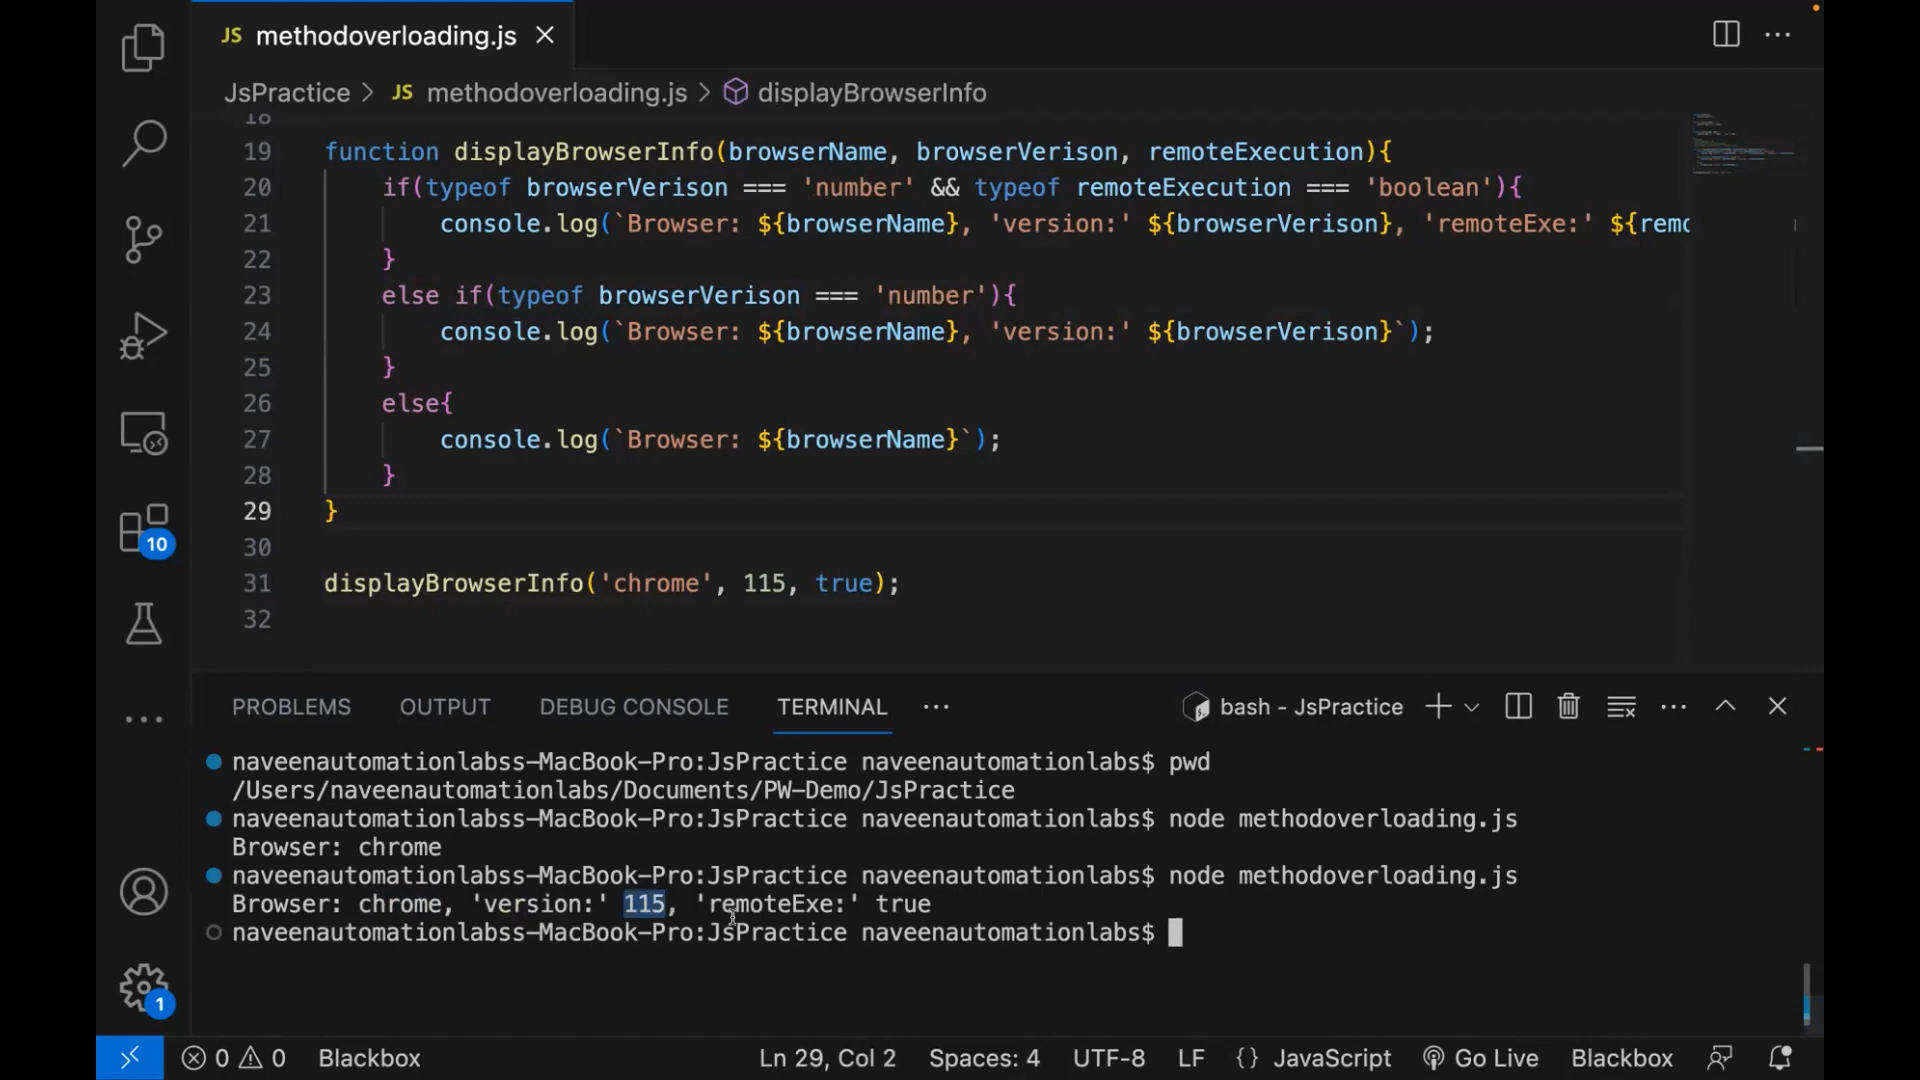 JS methodoverloading.js
JsPractice > JS methodoverloading.js > displayBrowserInfo
18
19 function displayBrowserInfo(browserName, browserVerison, remoteExecution){
20 if(typeof browserVerison === 'number' && typeof remoteExecution === 'boolean'){
21 console.log(`Browser: ${browserName}, 'version:' ${browserVerison}, 'remoteExe:' ${remo
22 }
23 else if(typeof browserVerison === 'number'){
24 console.log(`Browser: ${browserName}, 'version:' ${browserVerison}`);
25 }
26 else{
27 console.log(`Browser: ${browserName}`);
28 }
29 }
30
31 displayBrowserInfo('chrome', 115, true);
32
10
PROBLEMS OUTPUT DEBUG CONSOLE TERMINAL ··· bash - JsPractice
naveenautomationlabss-MacBook-Pro:JsPractice naveenautomationlabs$ pwd
/Users/naveenautomationlabs/Documents/PW-Demo/JsPractice
naveenautomationlabss-MacBook-Pro:JsPractice naveenautomationlabs$ node methodoverloading.js
Browser: chrome
naveenautomationlabss-MacBook-Pro:JsPractice naveenautomationlabs$ node methodoverloading.js
Browser: chrome, 'version:' 115, 'remoteExe:' true
naveenautomationlabss-MacBook-Pro:JsPractice naveenautomationlabs$
1
0 0 Blackbox Ln 29, Col 2 Spaces: 4 UTF-8 LF {} JavaScript Go Live Blackbox